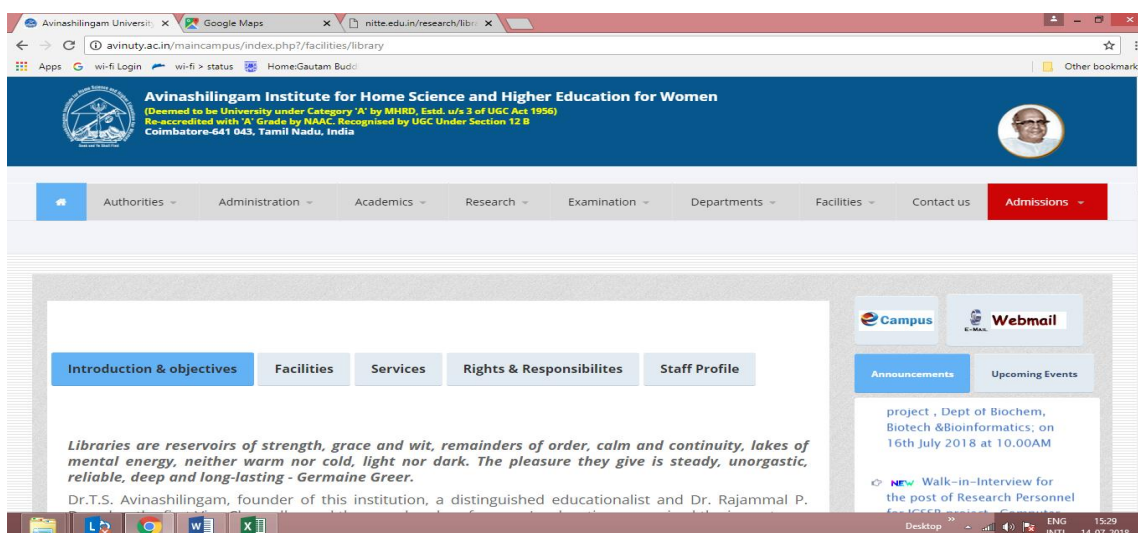 Avinashilingam Universit
Google Maps
nitte.edu.in/research/libr
avinuty.ac.in/maincampus/index.php?/facilities/library
Apps
wi-fi Login
wi-fi > status
Home:Gautam Budd
Other bookmark
Avinashilingam Institute for Home Science and Higher Education for Women
(Deemed to be University under Category 'A' by MHRD, Estd. u/s 3 of UGC Act 1956)
Re-accredited with 'A' Grade by NAAC. Recognised by UGC Under Section 12 B
Coimbatore-641 043, Tamil Nadu, India
Authorities
Administration
Academics
Research
Examination
Departments
Facilities
Contact us
Admissions
Campus
E-MAIL Webmail
Introduction & objectives
Facilities
Services
Rights & Responsibilites
Staff Profile
Announcements
Upcoming Events
project , Dept of Biochem,
Biotech &Bioinformatics; on
16th July 2018 at 10.00AM
NEW Walk-in-Interview for
the post of Research Personnel
Libraries are reservoirs of strength, grace and wit, remainders of order, calm and continuity, lakes of
mental energy, neither warm nor cold, light nor dark. The pleasure they give is steady, unorgastic,
reliable, deep and long-lasting - Germaine Greer.
Dr.T.S. Avinashilingam, founder of this institution, a distinguished educationalist and Dr. Rajammal P.
Desktop
ENG
INTL
15:29
14-07-2018